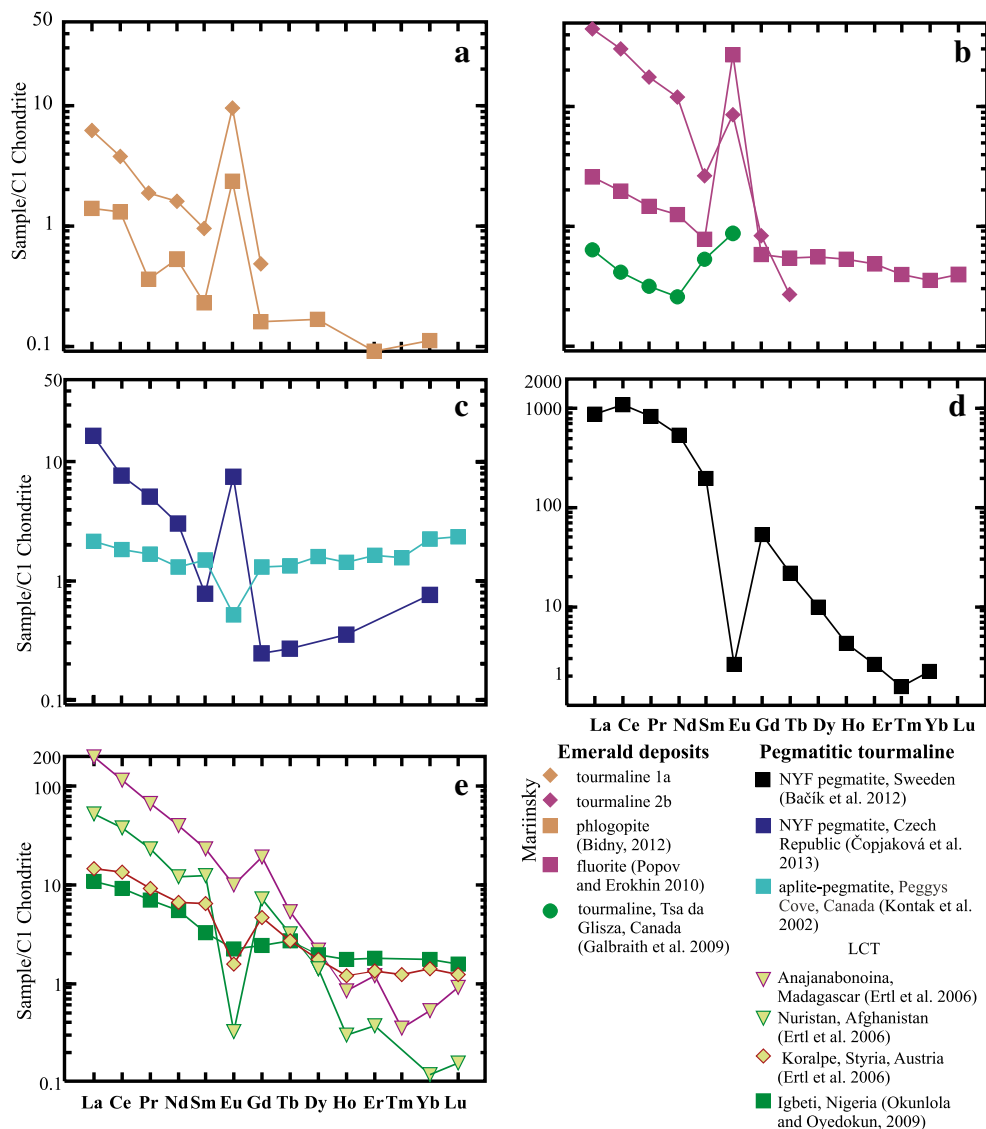 50
10
1
0.1
Sample/C1 Chondrite
a
b
50
10
1
0.1
Sample/C1 Chondrite
c
2000
1000
100
10
1
d
La Ce Pr Nd Sm Eu Gd Tb Dy Ho Er Tm Yb Lu
200
100
10
1
0.1
Sample/C1 Chondrite
e
La Ce Pr Nd Sm Eu Gd Tb Dy Ho Er Tm Yb Lu
Emerald deposits
Mariinsky
tourmaline 1a
tourmaline 2b
phlogopite
(Bidny, 2012)
fluorite (Popov
and Erokhin 2010)
tourmaline, Tsa da
Glisza, Canada
(Galbraith et al. 2009)
Pegmatitic tourmaline
NYF pegmatite, Sweden
(Bačík et al. 2012)
NYF pegmatite, Czech
Republic (Čopjaková et al.
2013)
aplite-pegmatite, Peggys
Cove, Canada (Kontak et al.
2002)
LCT
Anajanabonoina,
Madagascar (Ertl et al. 2006)
Nuristan, Afghanistan
(Ertl et al. 2006)
Koralpe, Styria, Austria
(Ertl et al. 2006)
Igbeti, Nigeria (Okunlola
and Oyedokun, 2009)